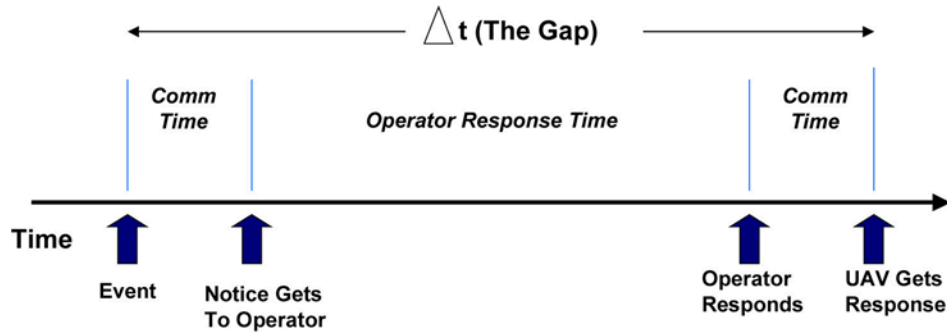 △ t (The Gap)
Comm
Time
Operator Response Time
Comm
Time
Time
Event
Notice Gets
To Operator
Operator
Responds
UAV Gets
Response